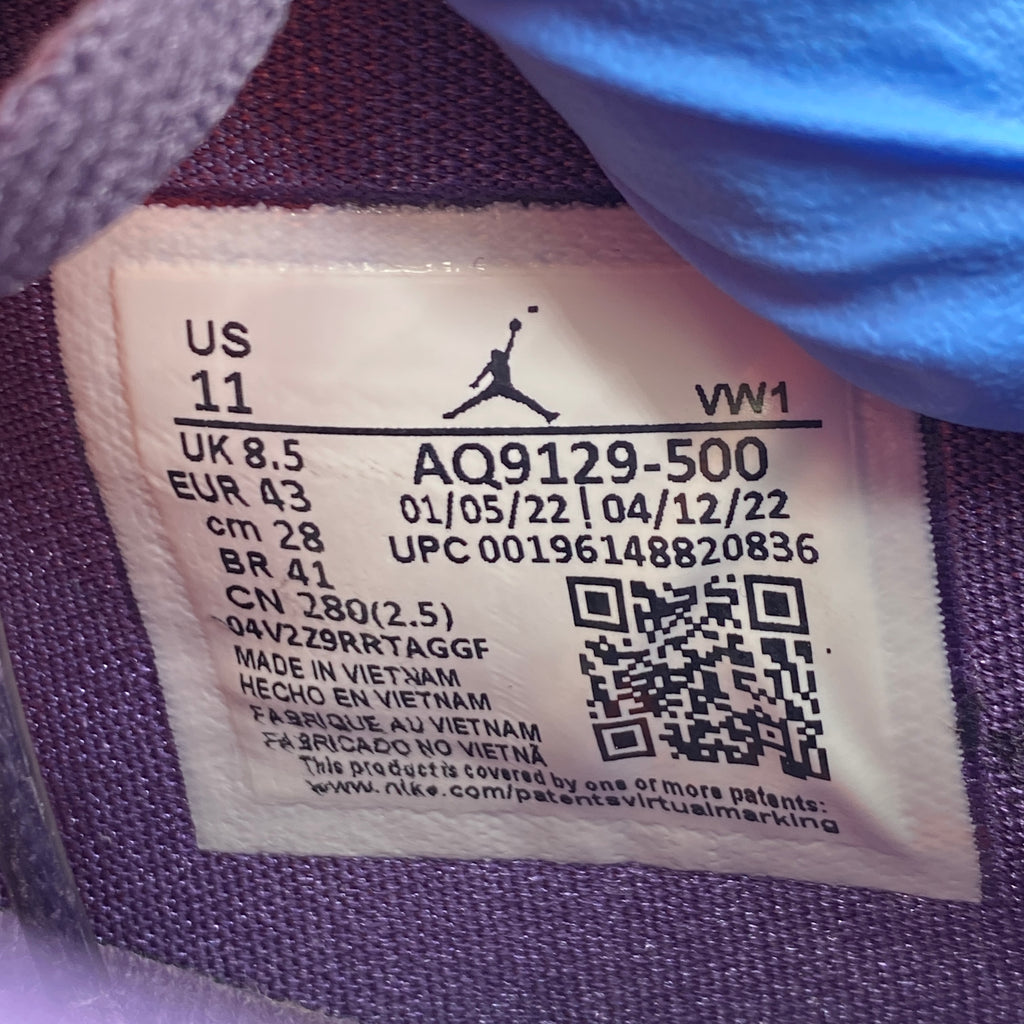 US
11
VW1
UK 8.5
EUR 43
cm 28
BR 41
CN 280(2.5)
AQ9129-500
01/05/22 | 04/12/22
UPC 00196148820836
04V2Z9RRTAGGF
MADE IN VIETNAM
HECHO EN VIETNAM
FABRIQUE AU VIETNAM
FABRICADO NO VIETNÃ
This product is covered by one or more patents:
www.nike.com/patentsvirtualmarking